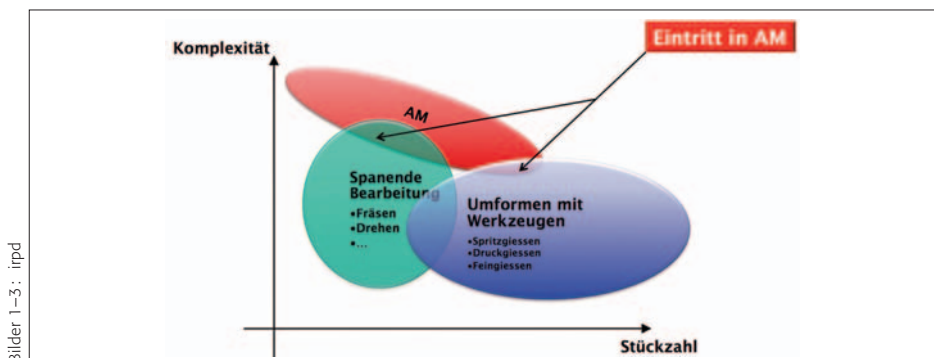 Eintritt in AM
Komplexität
AM
Spanende
Bearbeitung
•Fräsen
•Drehen
•...
Umformen mit
Werkzeugen
•Spritzgiessen
•Druckgiessen
•Feingiessen
Stückzahl
Bilder 1–3: irpd